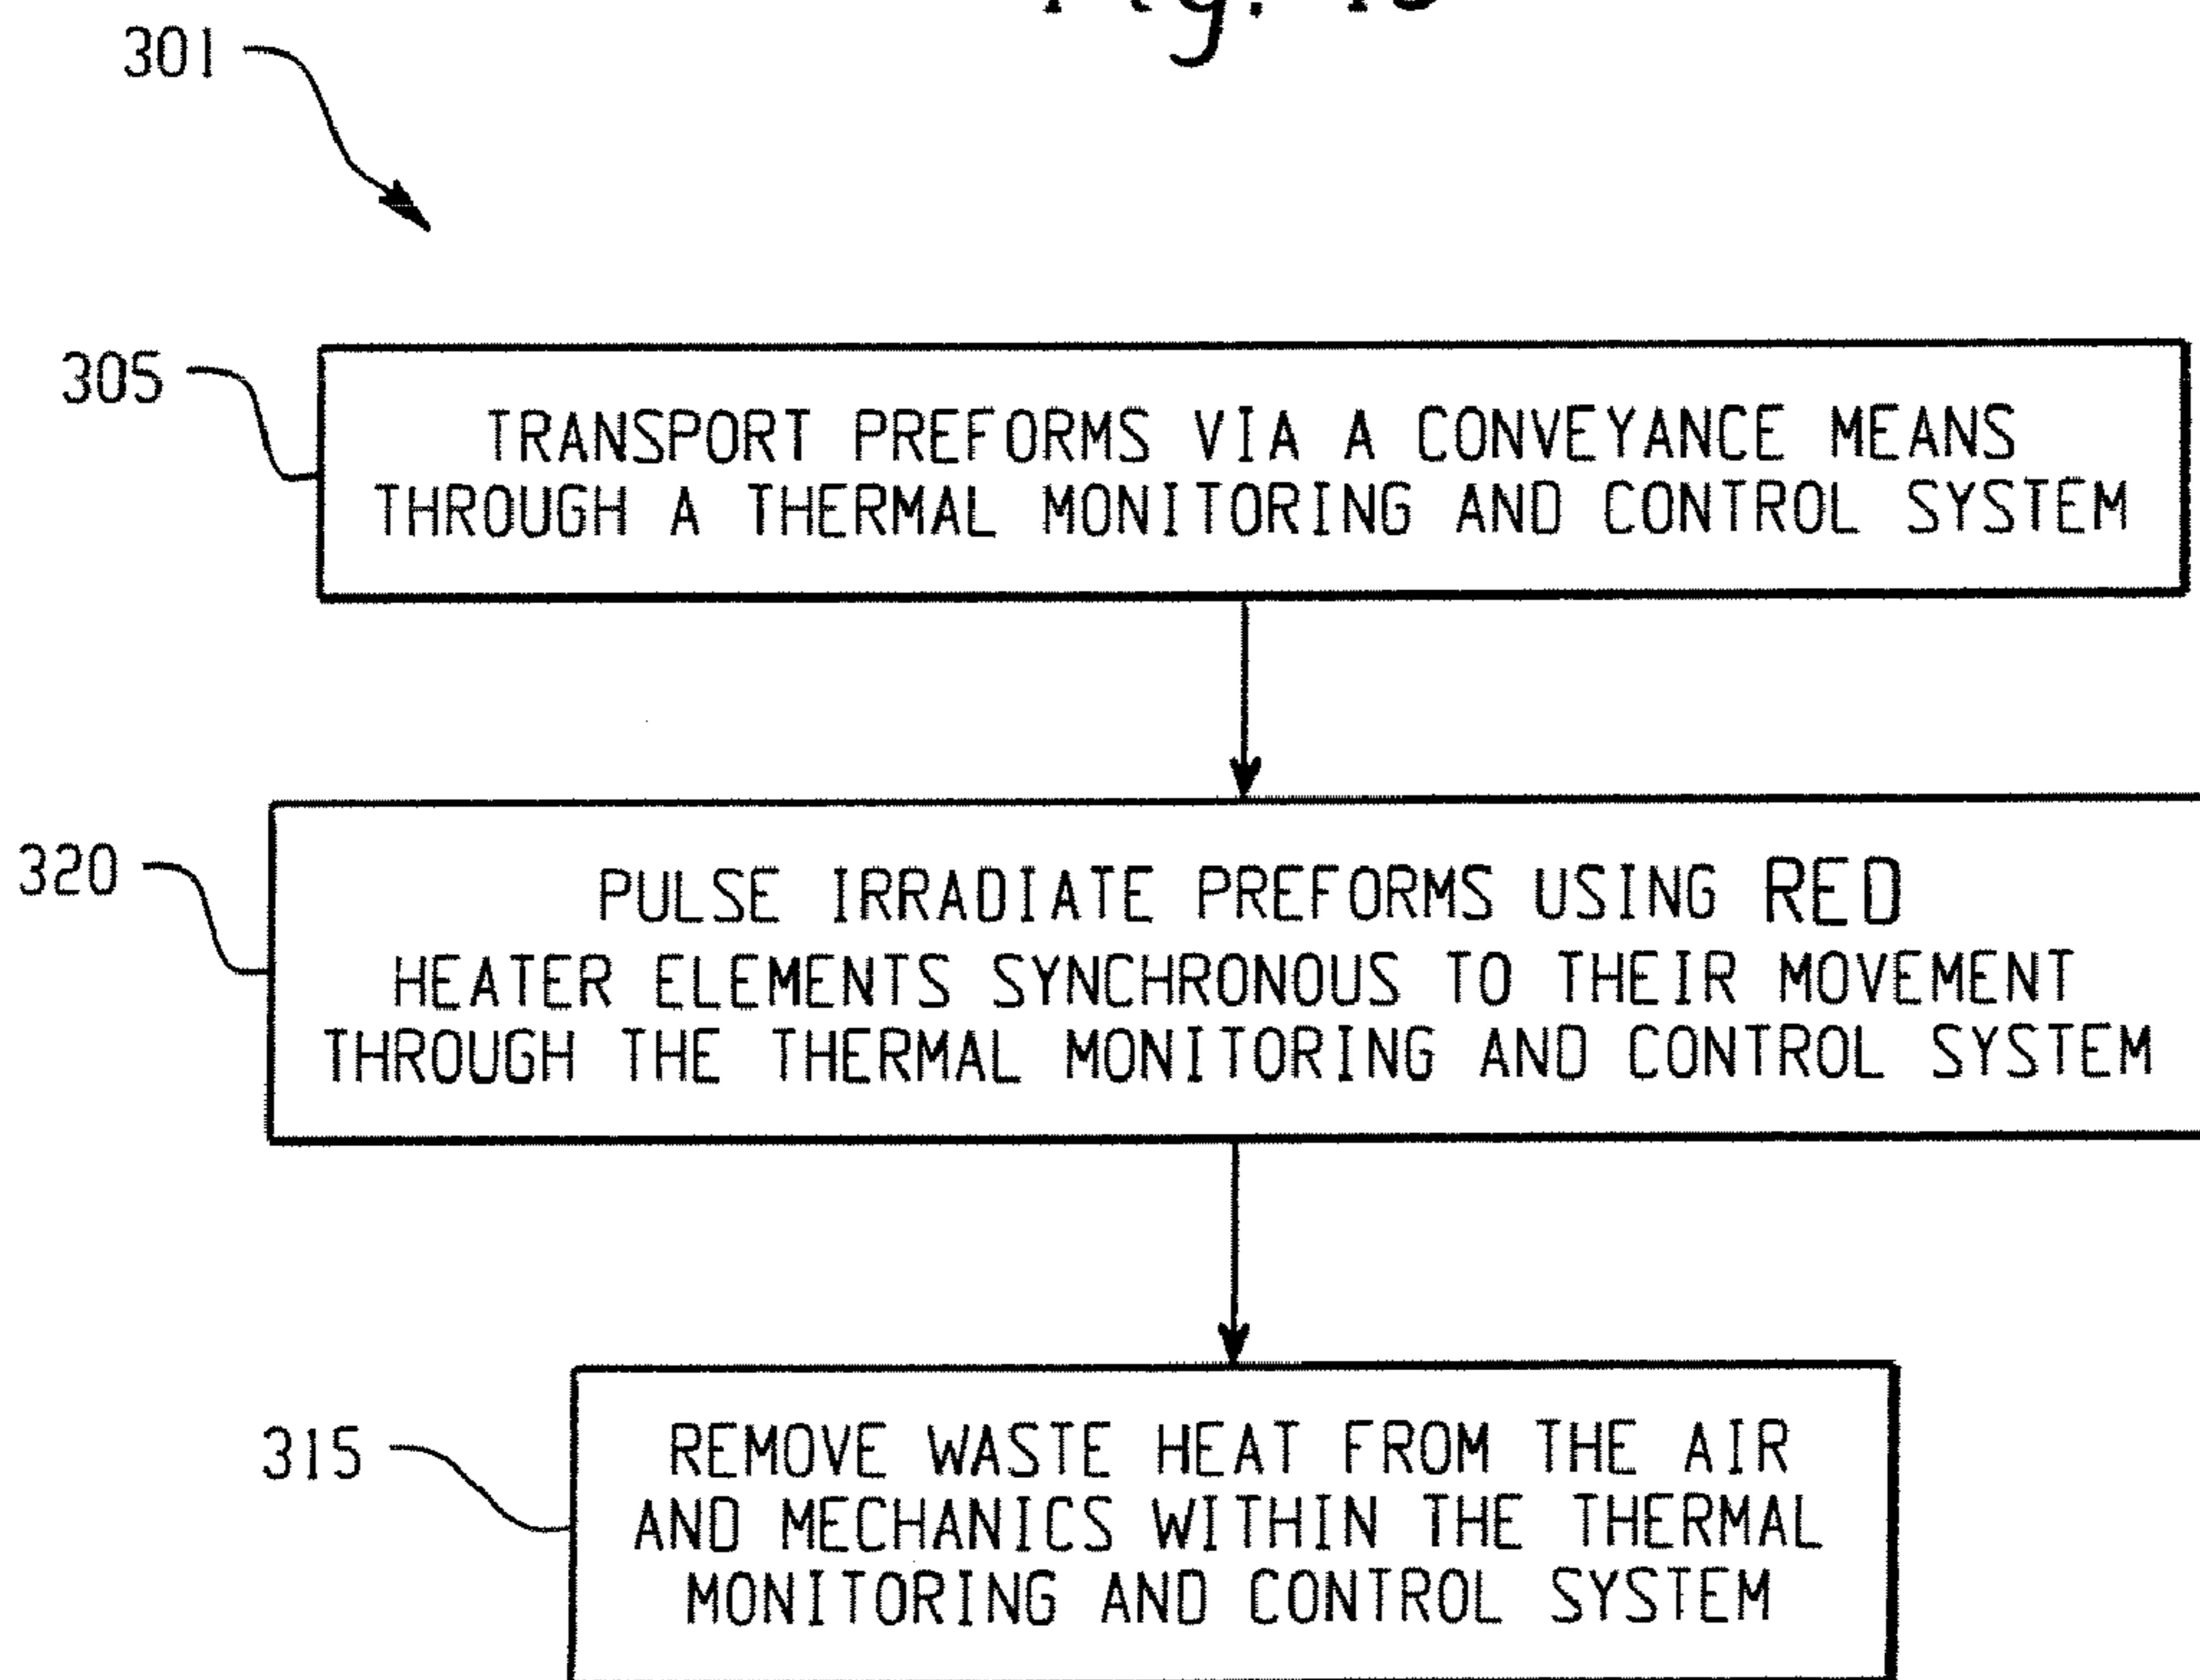 301
305
TRANSPORT PREFORMS VIA A CONVEYANCE MEANS
THROUGH A THERMAL MONITORING AND CONTROL SYSTEM
320
PULSE IRRADIATE PREFORMS USING RED
HEATER ELEMENTS SYNCHRONOUS TO THEIR MOVEMENT
THROUGH THE THERMAL MONITORING AND CONTROL SYSTEM
315
REMOVE WASTE HEAT FROM THE AIR
AND MECHANICS WITHIN THE THERMAL
MONITORING AND CONTROL SYSTEM